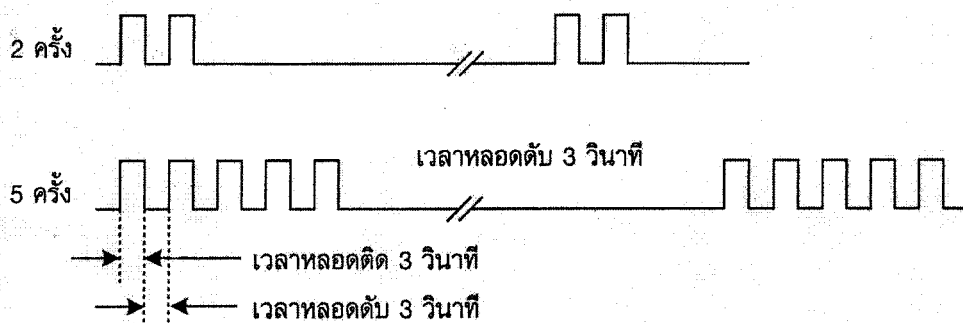 2 ครั้ง
เวลาหลอดดับ 3 วินาที
5 ครั้ง
เวลาหลอดติด 3 วินาที
เวลาหลอดดับ 3 วินาที